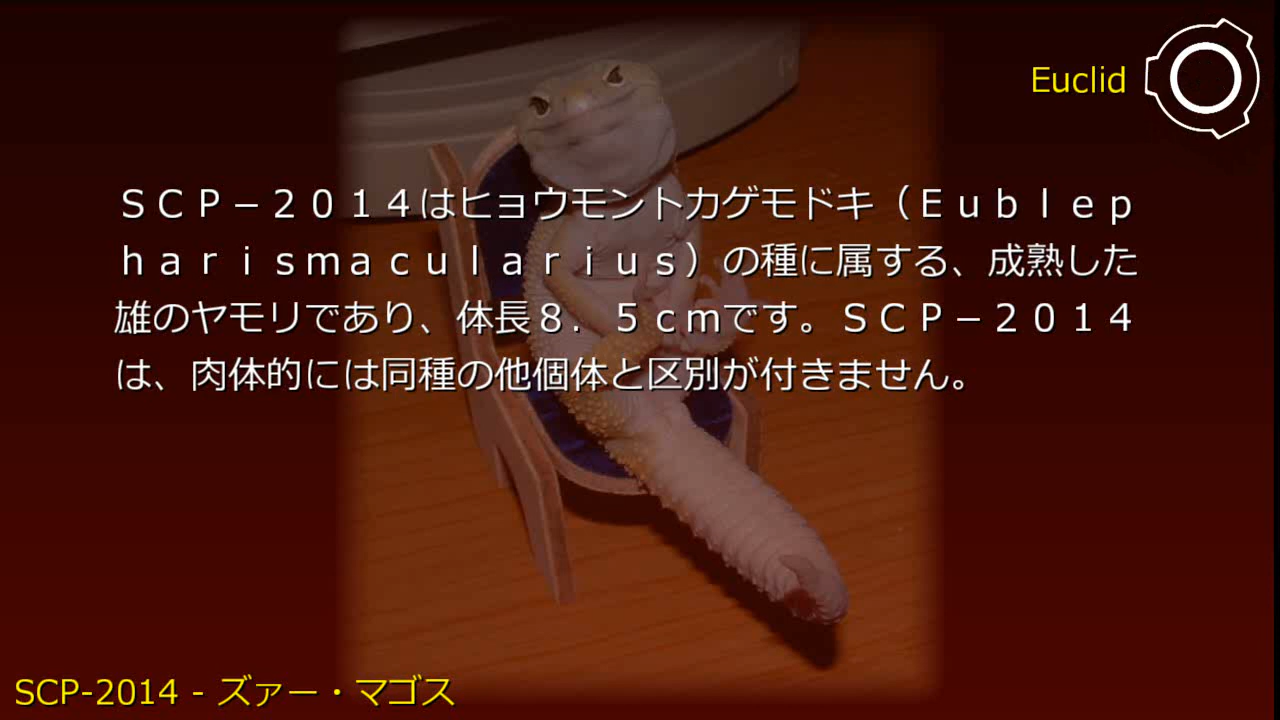 Euclid
ＳＣＰ－２０１４はヒョウモントカゲモドキ（Ｅｕｂｌｅｐ
ｈａｒｉｓｍａｃｕｌａｒｉｕｓ）の種に属する、成熟した
雄のヤモリであり、体長８．５ｃｍです。ＳＣＰ－２０１４
は、肉体的には同種の他個体と区別が付きません。
SCP-2014 - ズァー・マゴス